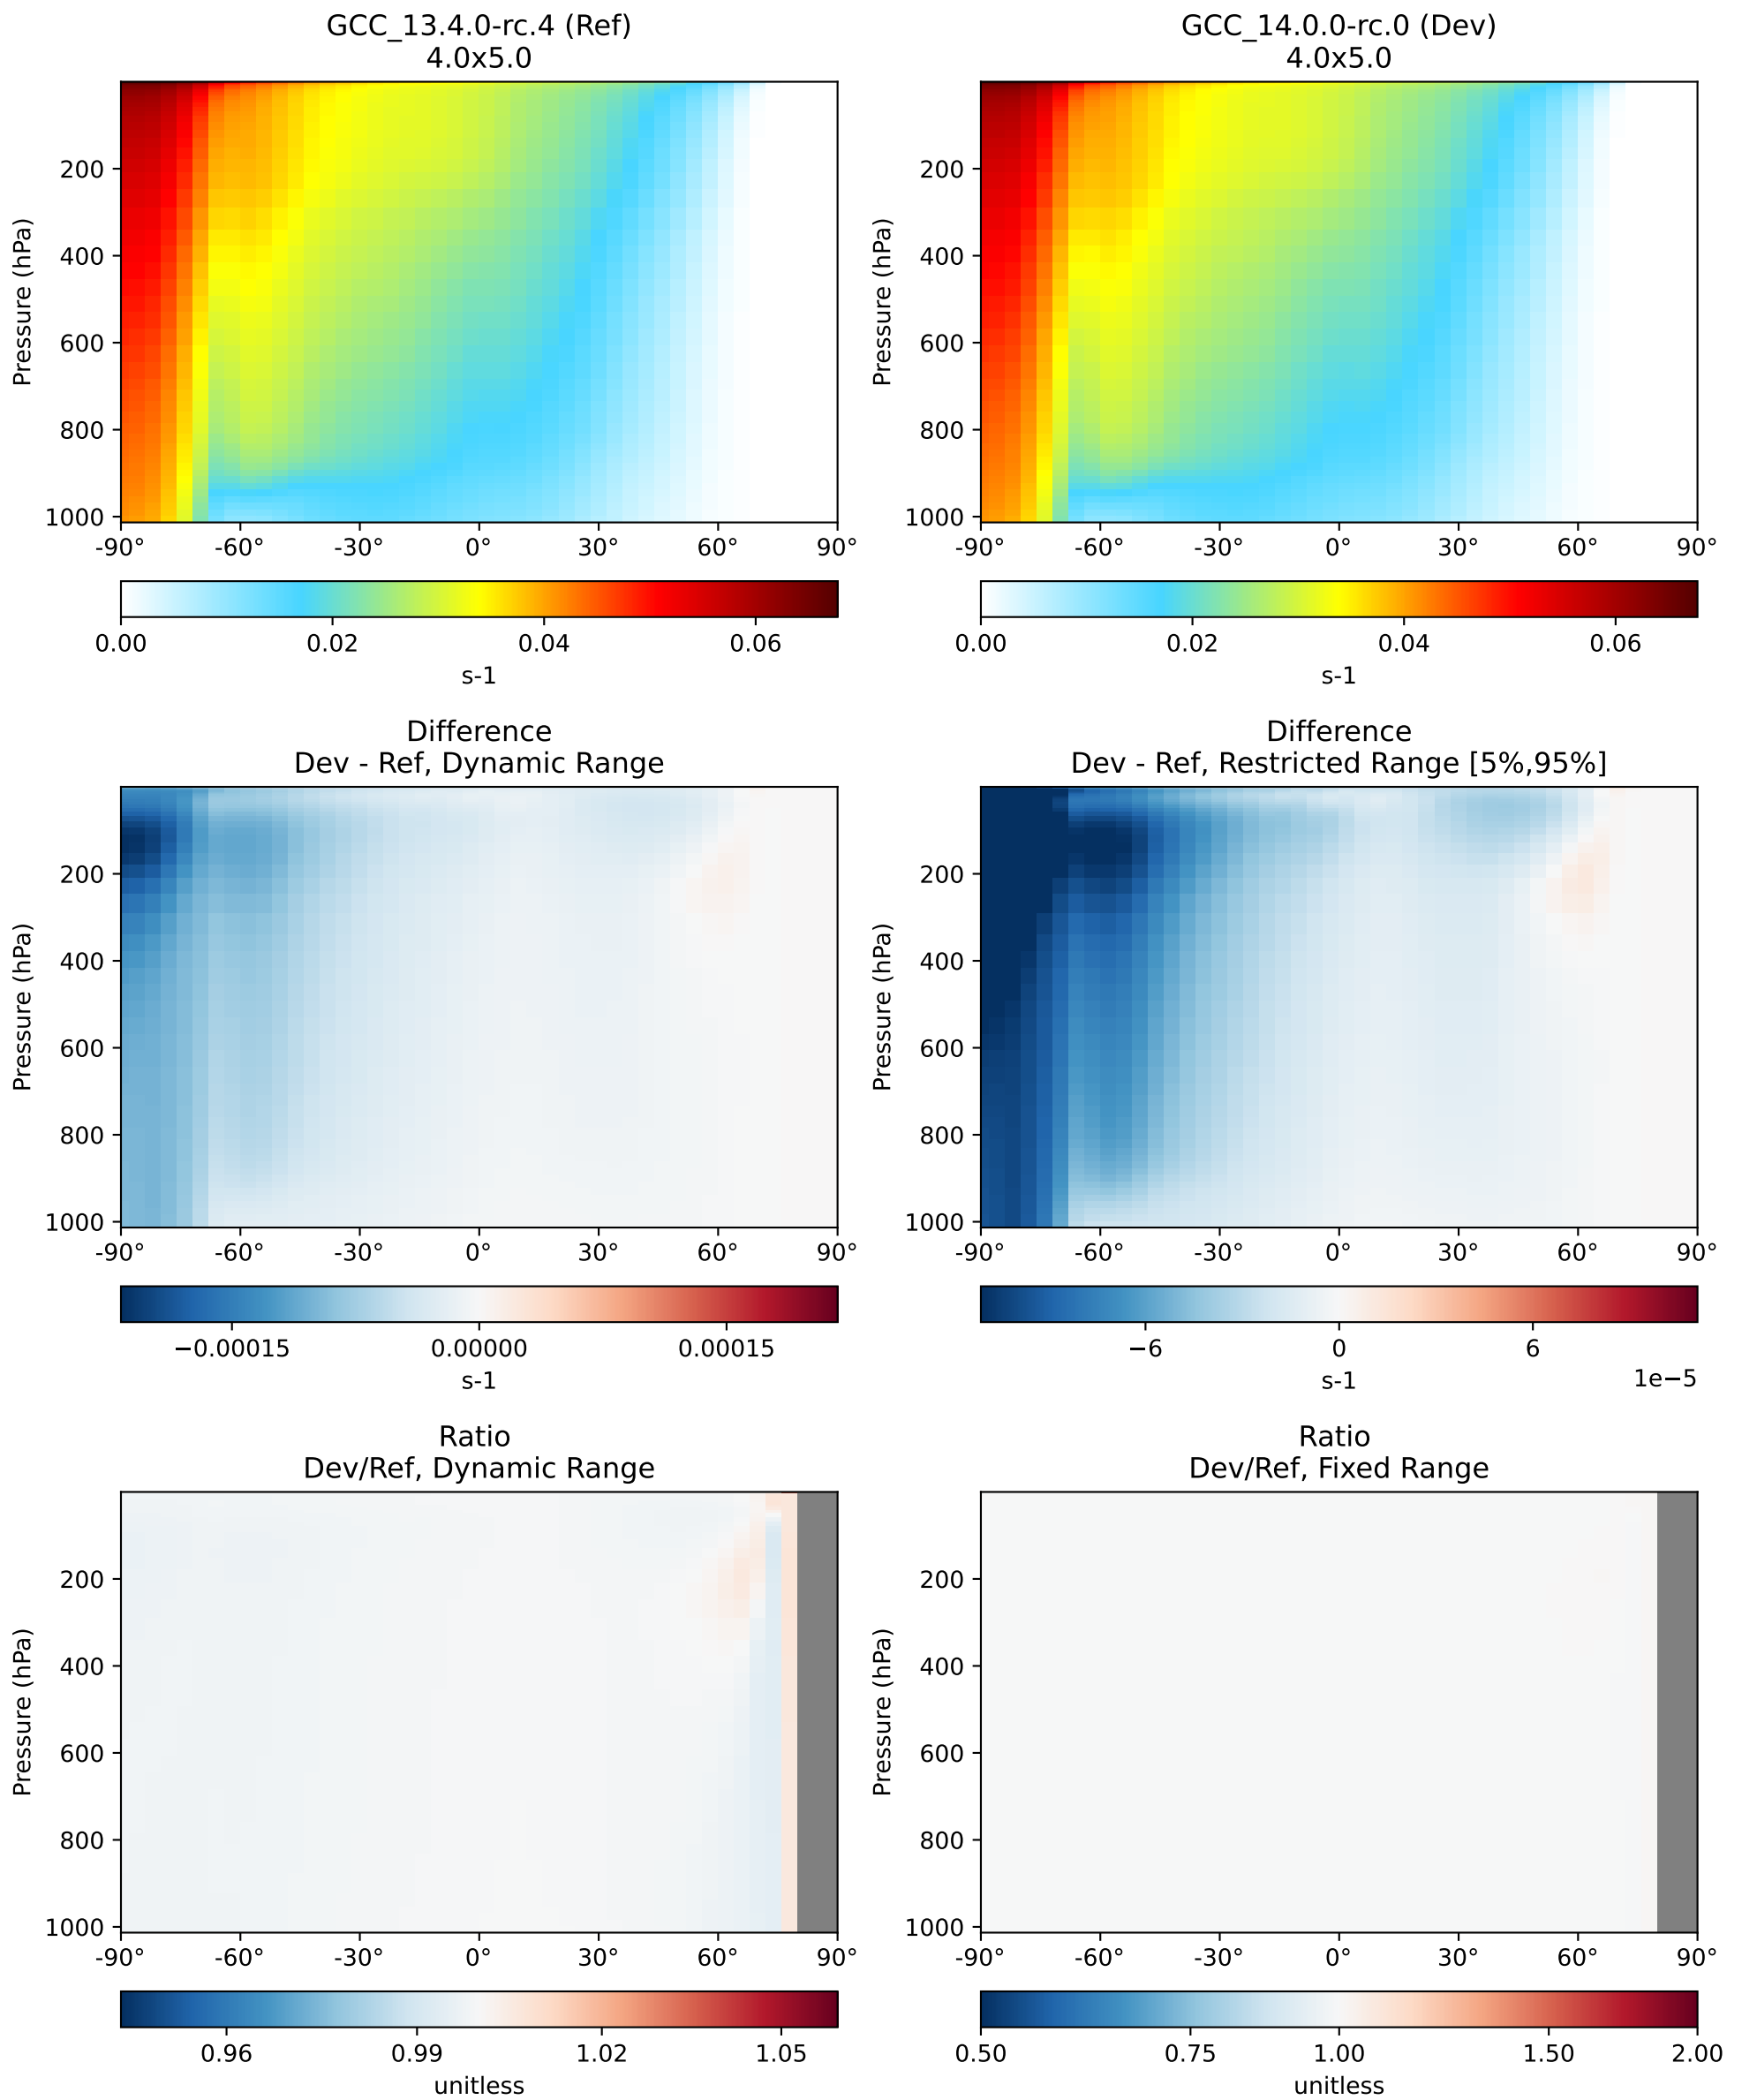 GCC_13.4.0-rc.4 (Ref)
4.0x5.0
Pressure (hPa)
200
400
600
800
1000
-90° -60° -30° 0° 30° 60° 90°
0.00 0.02 0.04 0.06
s-1
GCC_14.0.0-rc.0 (Dev)
4.0x5.0
Pressure (hPa)
200
400
600
800
1000
-90° -60° -30° 0° 30° 60° 90°
0.00 0.02 0.04 0.06
s-1
Difference
Dev - Ref, Dynamic Range
Pressure (hPa)
200
400
600
800
1000
-90° -60° -30° 0° 30° 60° 90°
−0.00015 0.00000 0.00015
s-1
Difference
Dev - Ref, Restricted Range [5%,95%]
Pressure (hPa)
200
400
600
800
1000
-90° -60° -30° 0° 30° 60° 90°
−6 0 6
s-1 1e−5
Ratio
Dev/Ref, Dynamic Range
Pressure (hPa)
200
400
600
800
1000
-90° -60° -30° 0° 30° 60° 90°
0.96 0.99 1.02 1.05
unitless
Ratio
Dev/Ref, Fixed Range
Pressure (hPa)
200
400
600
800
1000
-90° -60° -30° 0° 30° 60° 90°
0.50 0.75 1.00 1.50 2.00
unitless